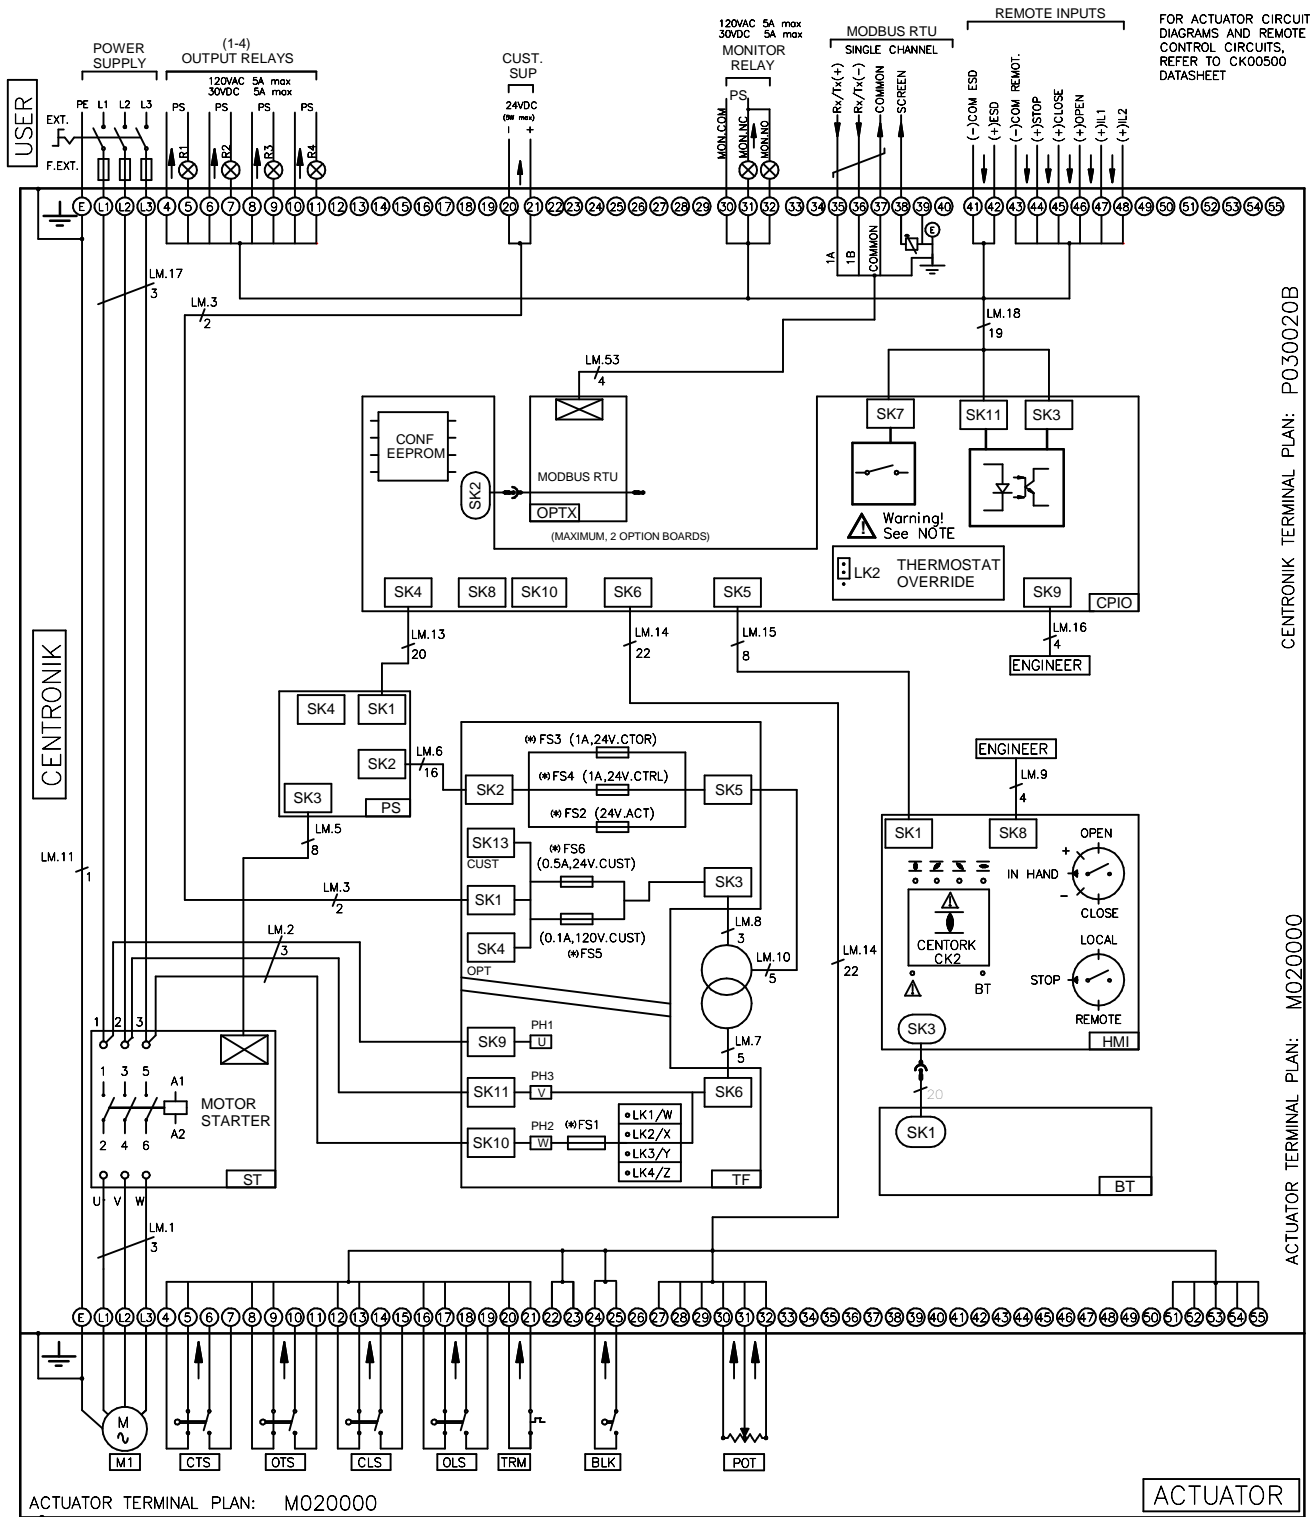 120VAC 5A max
30VDC 5A max
REMOTE INPUTS
FOR ACTUATOR CIRCUIT
DIAGRAMS AND REMOTE
CONTROL CIRCUITS,
REFER TO CK00500
DATASHEET
USER
POWER
SUPPLY
(1-4)
OUTPUT RELAYS
120VAC 5A max
30VDC 5A max
CUST.
SUP
24VDC
(5W max)
- +
MONITOR
RELAY
PS
MODBUS RTU
SINGLE CHANNEL
PE L1 L2 L3
EXT.
F.EXT.
PS PS PS PS
R1 R2 R3 R4
MON.COM
MON.NC
MON.NO
Rx/Tx(+)
Rx/Tx(-)
COMMON
SCREEN
(-)COM ESD
(+)ESD
(-)COM REMOT.
(+)STOP
(+)CLOSE
(+)OPEN
(+)IL1
(+)IL2
E L1 L2 L3 4 5 6 7 8 9 10 11 12 13 14 15 16 17 18 19 20 21 22 23 24 25 26 27 28 29 30 31 32 33 34 35 36 37 38 39 40 41 42 43 44 45 46 47 48 49 50 51 52 53 54 55
1A
1B
COMMON
E
LM.17
3
LM.3
2
LM.18
19
LM.53
4
CONF
EEPROM
SK2
MODBUS RTU
OPTX
(MAXIMUM, 2 OPTION BOARDS)
SK7
SK11
SK3
Warning!
See NOTE
LK2
THERMOSTAT
OVERRIDE
SK4
SK8
SK10
SK6
SK5
SK9
CPIO
LM.13
20
LM.14
22
LM.15
8
LM.16
4
ENGINEER
CENTRONIK
CENTRONIK TERMINAL PLAN: P030020B
SK4
SK1
SK2
SK3
PS
LM.6
16
LM.5
8
(*) FS3 (1A,24V.CTOR)
(*) FS4 (1A,24V.CTRL)
(*) FS2 (24V.ACT)
SK2
SK5
SK13
CUST
(*) FS6
(0.5A,24V.CUST)
SK1
SK3
SK4
OPT
(0.1A,120V.CUST)
(*)FS5
LM.11
1
LM.3
2
LM.2
3
LM.8
3
LM.10
5
LM.7
5
LM.14
22
ENGINEER
LM.9
4
SK1
SK8
OPEN
+
IN HAND
-
CLOSE
CENTORK
CK2
BT
LOCAL
STOP
REMOTE
SK3
HMI
20
SK1
BT
1 2 3
1 3 5
A1
A2
MOTOR
STARTER
2 4 6
ST
U V W
LM.1
3
SK9
PH1
U
SK11
PH3
V
SK10
PH2
W
(*)FS1
LK1/W
LK2/X
LK3/Y
LK4/Z
SK6
TF
ACTUATOR TERMINAL PLAN: M020000
E L1 L2 L3 4 5 6 7 8 9 10 11 12 13 14 15 16 17 18 19 20 21 22 23 24 25 26 27 28 29 30 31 32 33 34 35 36 37 38 39 40 41 42 43 44 45 46 47 48 49 50 51 52 53 54 55
M
M1
CTS
OTS
CLS
OLS
TRM
BLK
POT
ACTUATOR TERMINAL PLAN: M020000
ACTUATOR